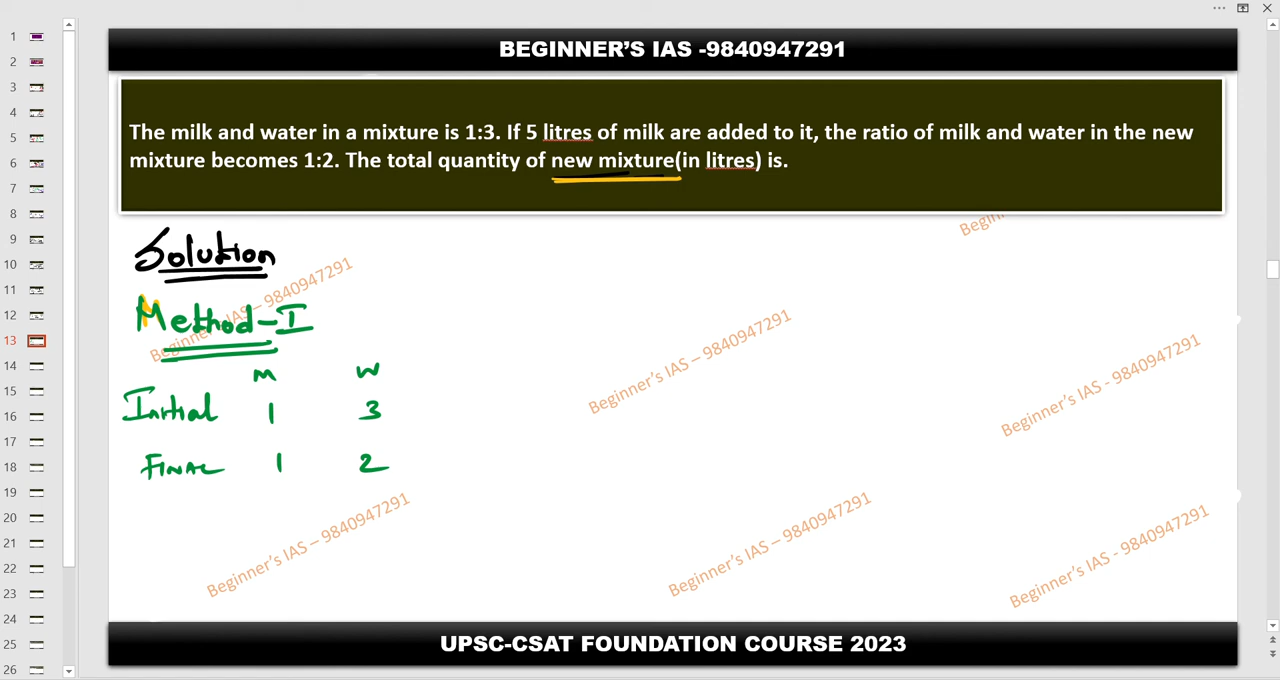 BEGINNER'S IAS -9840947291
The milk and water in a mixture is 1:3. If 5 litres of milk are added to it, the ratio of milk and water in the new
mixture becomes 1:2. The total quantity of new mixture(in litres) is.
Beginner's IAS – 9840947291
Solution
Method-I
M W
Initial 1 3
FINAL 1 2
Beginner's IAS – 9840947291
Beginner's IAS - 9840947291
Beginner's IAS – 9840947291
Beginner's IAS – 9840947291
Beginner's IAS - 9840947291
UPSC-CSAT FOUNDATION COURSE 2023
1
2
3
4
5
6
7
8
9
10
11
12
13
14
15
16
17
18
19
20
21
22
23
24
25
26